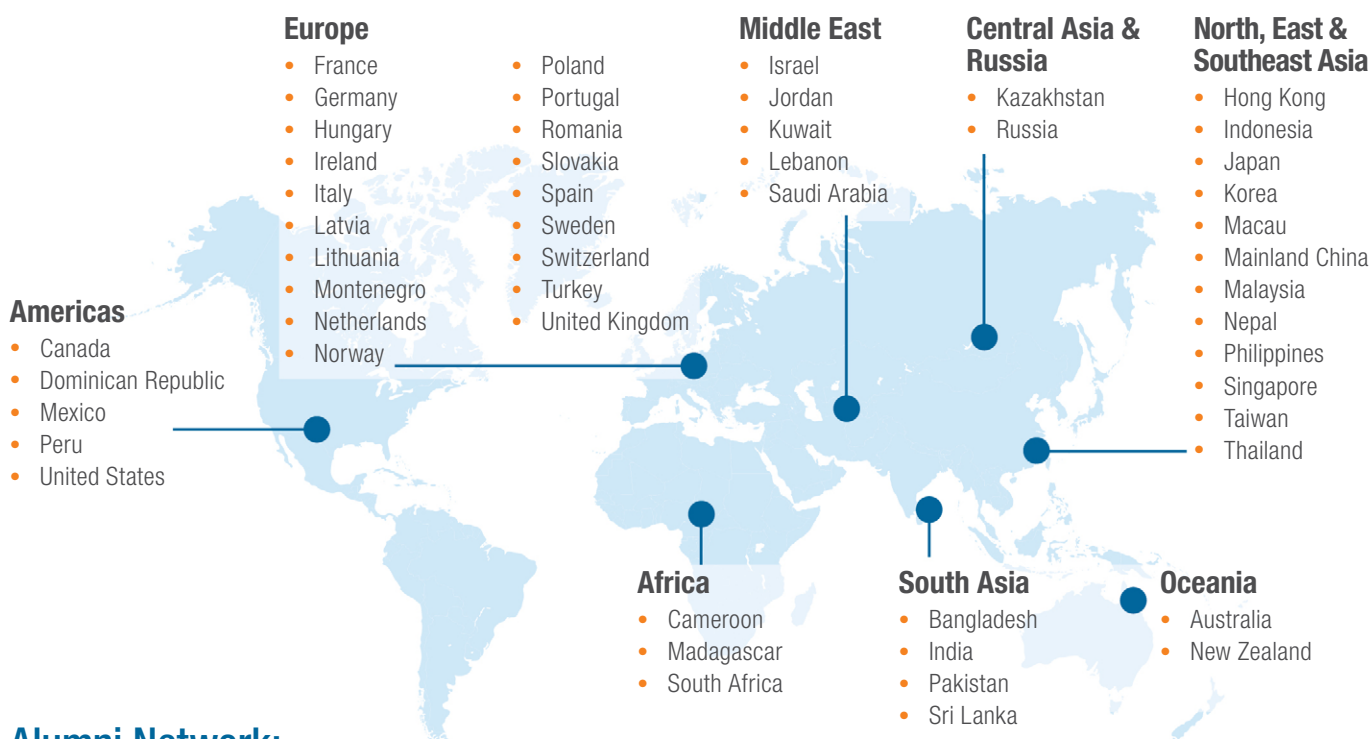 Europe
• France
• Germany
• Hungary
• Ireland
• Italy
• Latvia
• Lithuania
• Montenegro
• Netherlands
• Norway
• Poland
• Portugal
• Romania
• Slovakia
• Spain
• Sweden
• Switzerland
• Turkey
• United Kingdom
Middle East
• Israel
• Jordan
• Kuwait
• Lebanon
• Saudi Arabia
Central Asia &
Russia
• Kazakhstan
• Russia
North, East &
Southeast Asia
• Hong Kong
• Indonesia
• Japan
• Korea
• Macau
• Mainland China
• Malaysia
• Nepal
• Philippines
• Singapore
• Taiwan
• Thailand
Americas
• Canada
• Dominican Republic
• Mexico
• Peru
• United States
Africa
• Cameroon
• Madagascar
• South Africa
South Asia
• Bangladesh
• India
• Pakistan
• Sri Lanka
Oceania
• Australia
• New Zealand
Alumni Network: